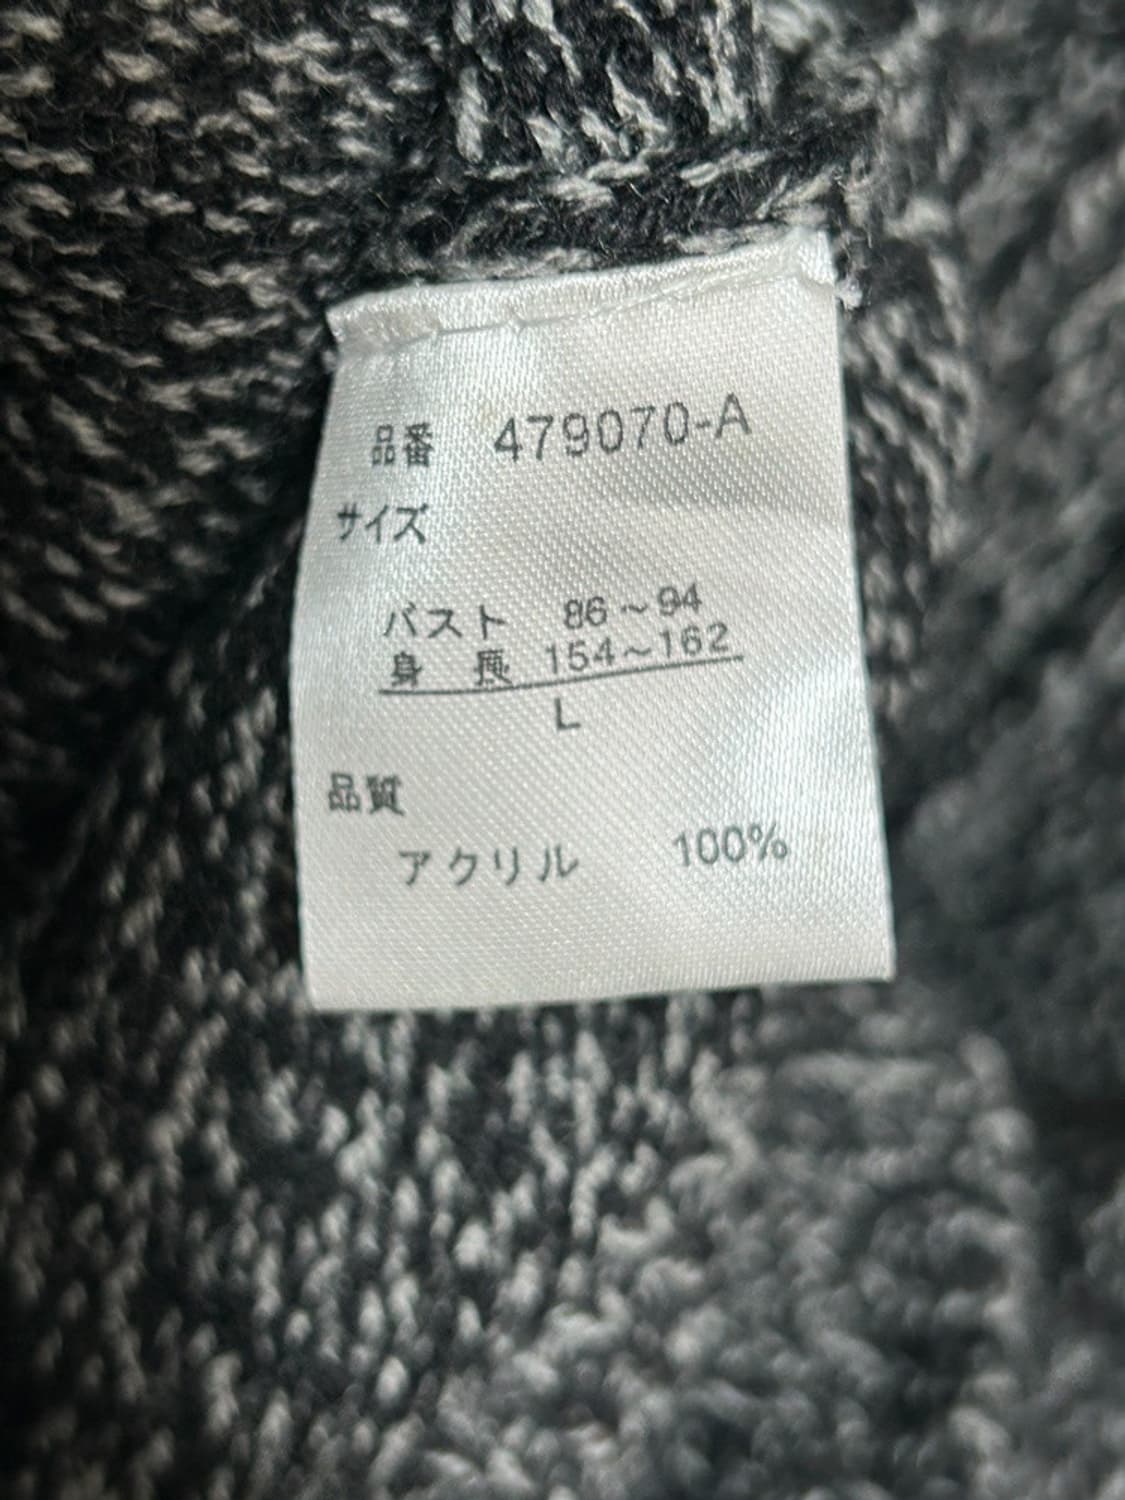 品番 479070-A
サイズ
バスト 86～94
身長 154～162
L
品質
アクリル 100%